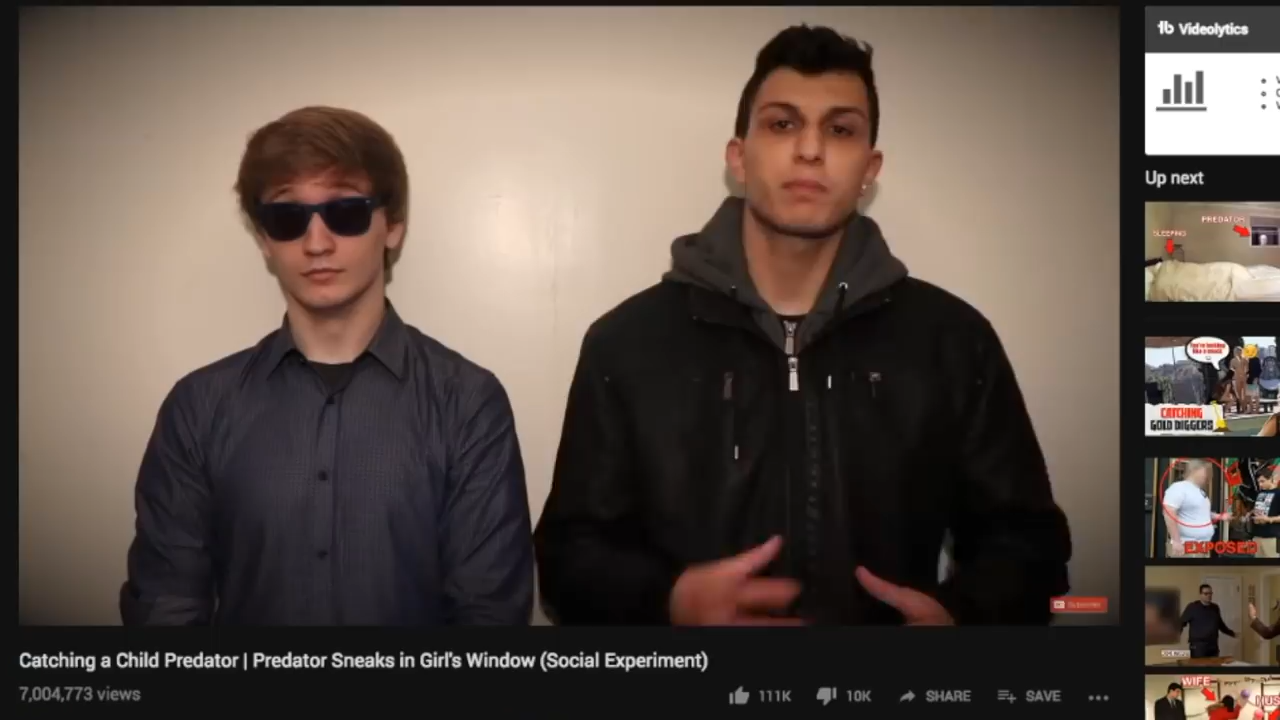 Videolytics
Up next
PREDATOR
SLEEPING
CATCHING
GOLD DIGGERS
EXPOSED
WIFE
Subscribe
Catching a Child Predator | Predator Sneaks in Girl's Window (Social Experiment)
7,004,773 views
111K
10K
SHARE
SAVE